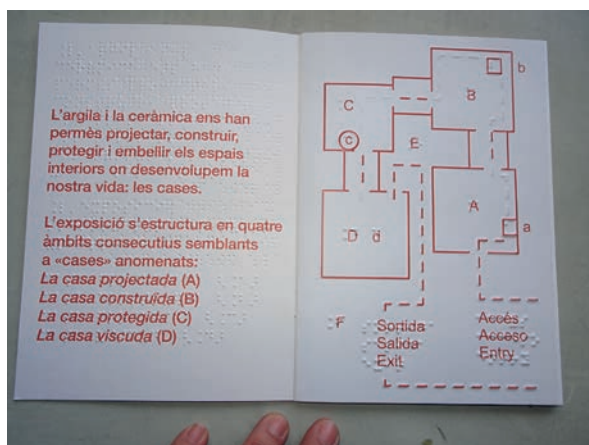 L'argila i la ceràmica ens han
permès projectar, construir,
protegir i embellir els espais
interiors on desenvolupem la
nostra vida: les cases.
L'exposició s'estructura en quatre
àmbits consecutius semblants
a «cases» anomenats:
La casa projectada (A)
La casa construïda (B)
La casa protegida (C)
La casa viscuda (D)
b
B
C
c
E
A
a
D d
F
Sortida
Salida
Exit
Accés
Acceso
Entry